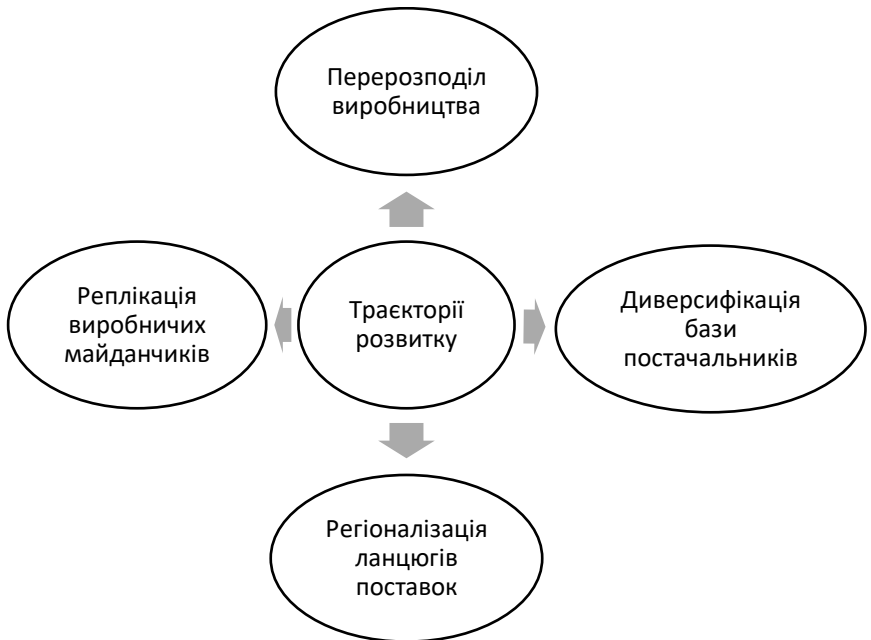 Перерозподіл
виробництва
Реплікація
виробничих
майданчиків
Траєкторії
розвитку
Диверсифікація
бази
постачальників
Регіоналізація
ланцюгів
поставок